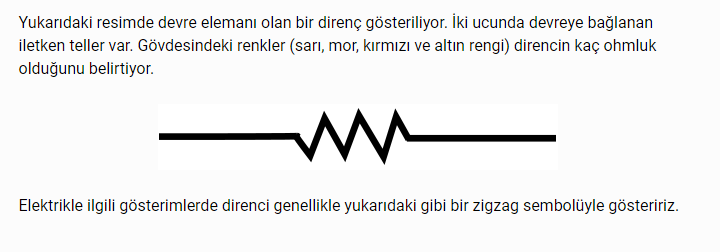 Yukarıdaki resimde devre elemanı olan bir direnç gösteriliyor. İki ucunda devreye bağlanan
iletken teller var. Gövdesindeki renkler (sarı, mor, kırmızı ve altın rengi) direncin kaç ohmluk
olduğunu belirtiyor.
Elektrikle ilgili gösterimlerde direnci genellikle yukarıdaki gibi bir zigzag sembolüyle gösteririz.